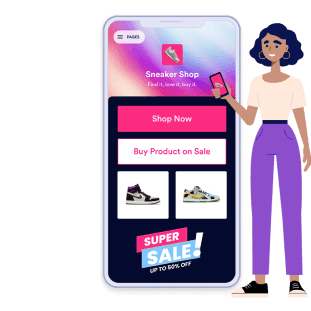 PAGES
Sneaker Shop
Find it, love it, buy it.
Shop Now
Buy Product on Sale
SUPER
SALE!
UP TO 50% OFF